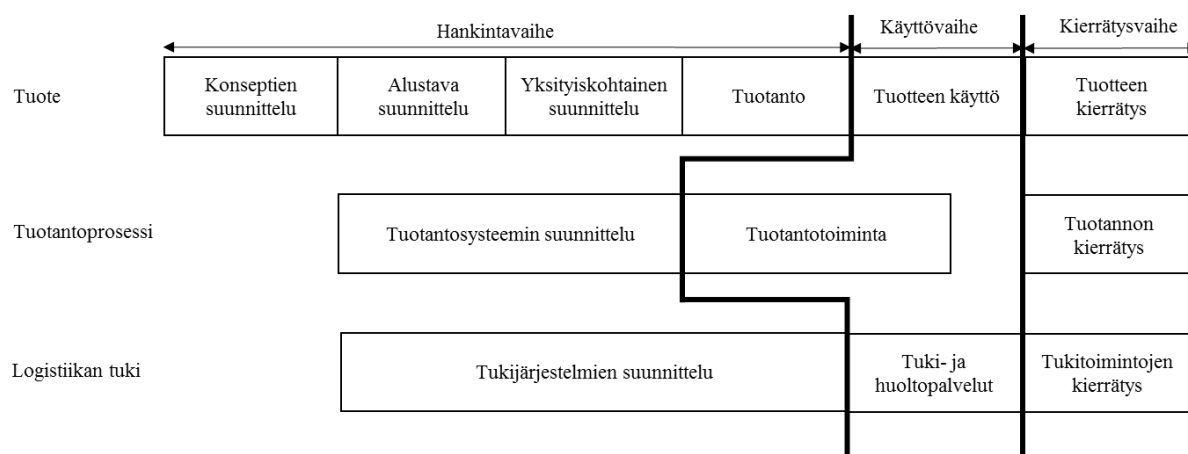 Hankintavaihe
Käyttövaihe
Kierrätysvaihe
Tuote
Konseptien
suunnittelu
Alustava
suunnittelu
Yksityiskohtainen
suunnittelu
Tuotanto
Tuotteen käyttö
Tuotteen
kierrätys
Tuotantoprosessi
Tuotantosysteemin suunnittelu
Tuotantotoiminta
Tuotannon
kierrätys
Logistiikan tuki
Tukijärjestelmien suunnittelu
Tuki- ja
huoltopalvelut
Tukitoimintojen
kierrätys